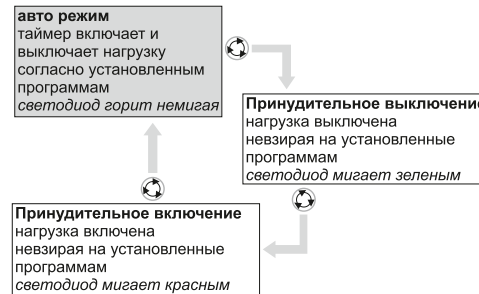 авто режим
таймер включает и
выключает нагрузку
согласно установленным
программам
светодиод горит немигая
Принудительное выключение
нагрузка выключена
невзирая на установленные
программам
светодиод мигает зеленым
Принудительное включение
нагрузка включена
невзирая на установленные
программам
светодиод мигает красным